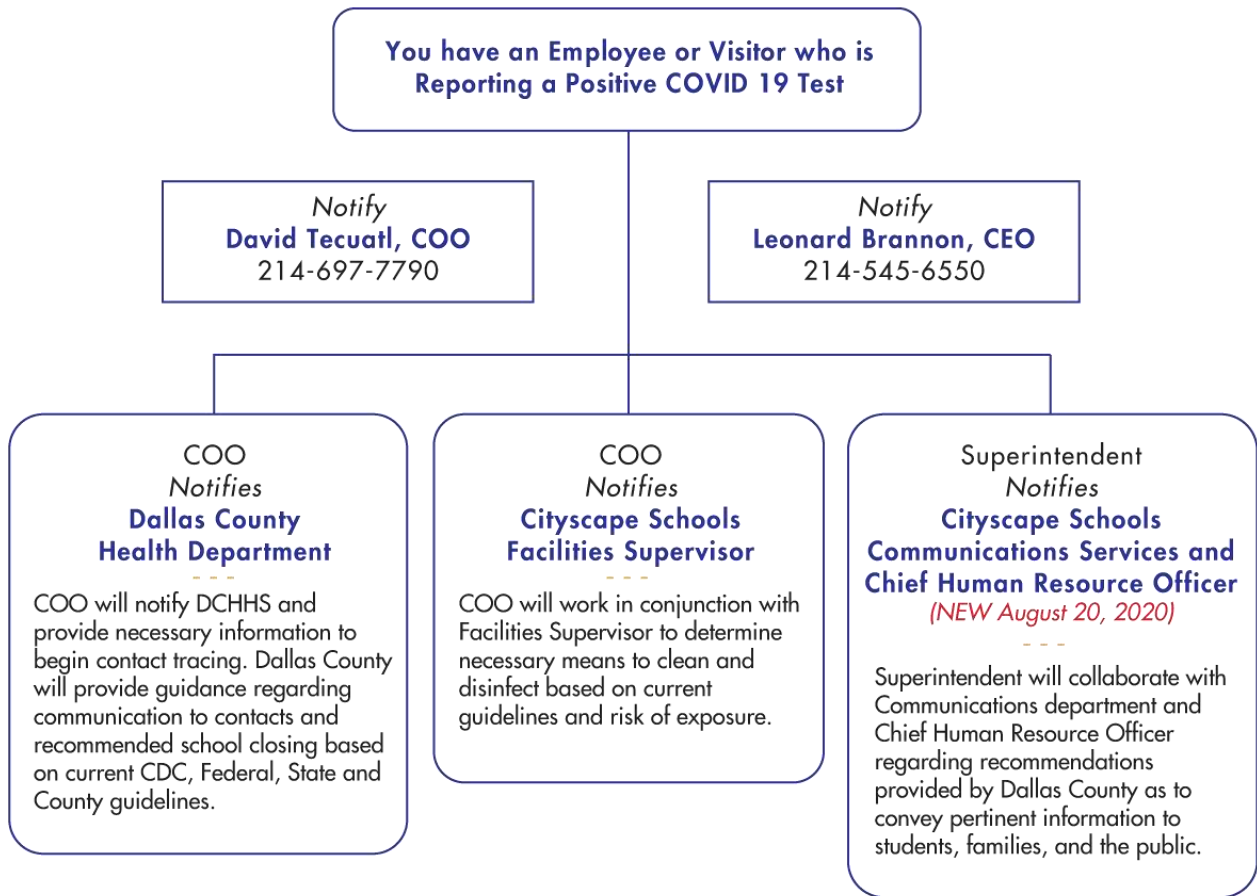 You have an Employee or Visitor who is
Reporting a Positive COVID 19 Test
Notify
David Tecuatl, COO
214-697-7790
Notify
Leonard Brannon, CEO
214-545-6550
COO
Notifies
Dallas County
Health Department
- - -
COO will notify DCHHS and
provide necessary information to
begin contact tracing. Dallas County
will provide guidance regarding
communication to contacts and
recommended school closing based
on current CDC, Federal, State and
County guidelines.
COO
Notifies
Cityscape Schools
Facilities Supervisor
- - -
COO will work in conjunction with
Facilities Supervisor to determine
necessary means to clean and
disinfect based on current
guidelines and risk of exposure.
Superintendent
Notifies
Cityscape Schools
Communications Services and
Chief Human Resource Officer
(NEW August 20, 2020)
- - -
Superintendent will collaborate with
Communications department and
Chief Human Resource Officer
regarding recommendations
provided by Dallas County as to
convey pertinent information to
students, families, and the public.